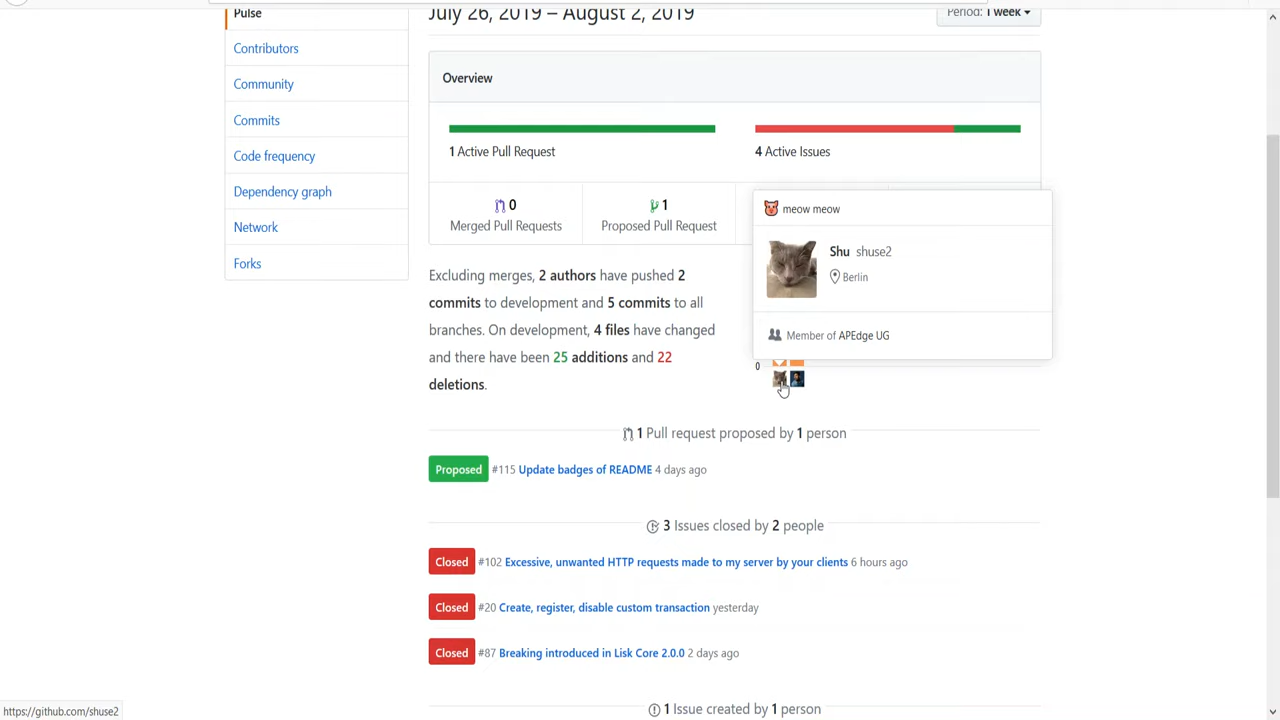 Pulse
July 26, 2019 – August 2, 2019
Period: 1 week
Contributors
Community
Commits
Code frequency
Dependency graph
Network
Forks
Overview
1 Active Pull Request
4 Active Issues
0
Merged Pull Requests
1
Proposed Pull Request
meow meow
Shu shuse2
Berlin
Member of APEdge UG
Excluding merges, 2 authors have pushed 2
commits to development and 5 commits to all
branches. On development, 4 files have changed
and there have been 25 additions and 22
deletions.
0
1 Pull request proposed by 1 person
Proposed #115 Update badges of README 4 days ago
3 Issues closed by 2 people
Closed #102 Excessive, unwanted HTTP requests made to my server by your clients 6 hours ago
Closed #20 Create, register, disable custom transaction yesterday
Closed #87 Breaking introduced in Lisk Core 2.0.0 2 days ago
1 Issue created by 1 person
https://github.com/shuse2